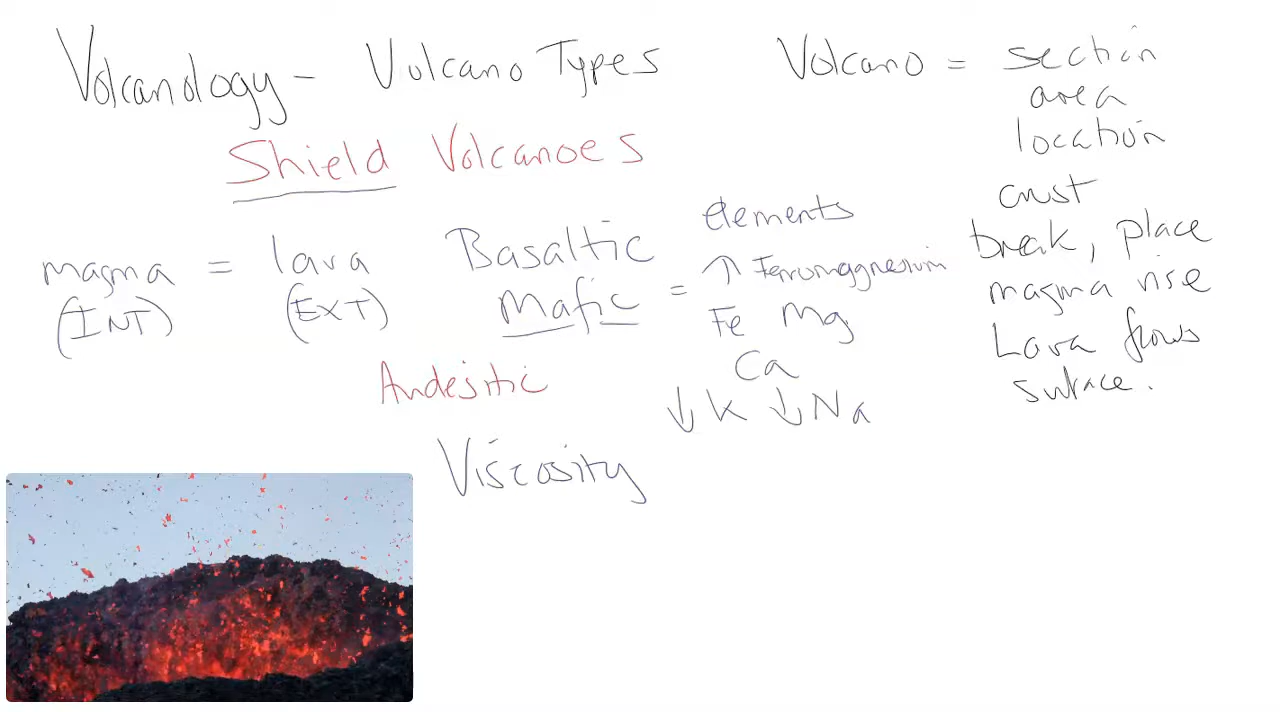 Volcanology - Volcano Types
Shield Volcanoes
magma = lava
(INT) (EXT)
Basaltic
Mafic =
elements
↑ Ferromagnesium
Fe Mg
Ca
↓ K ↓ Na
Andesitic
Viscosity
Volcano = section
area
location
crust
break, place
magma rise
Lava flows
surface.